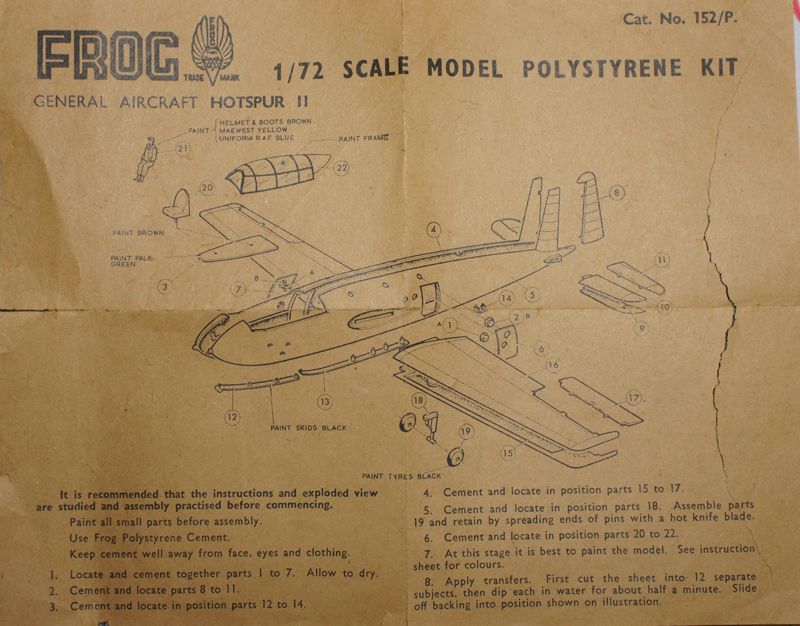 Cat. No. 152/P.
FROG
FROG
TRADE MARK
1/72 SCALE MODEL POLYSTYRENE KIT
GENERAL AIRCRAFT HOTSPUR II
PAINT
HELMET & BOOTS BROWN
MAEWEST YELLOW
UNIFORM R.A.F. BLUE
PAINT FRAME
21
22
20
8
PAINT BROWN
4
PAINT PALE
GREEN
3
B
A
7
11
5
14
10
A
1
2
B
9
6
16
17
12
13
18
PAINT SKIDS BLACK
19
15
PAINT TYRES BLACK
It is recommended that the instructions and exploded view
are studied and assembly practised before commencing.
Paint all small parts before assembly.
Use Frog Polystyrene Cement.
Keep cement well away from face, eyes and clothing.
1. Locate and cement together parts 1 to 7. Allow to dry.
2. Cement and locate parts 8 to 11.
3. Cement and locate in position parts 12 to 14.
4. Cement and locate in position parts 15 to 17.
5. Cement and locate in position parts 18. Assemble parts
19 and retain by spreading ends of pins with a hot knife blade.
6. Cement and locate in position parts 20 to 22.
7. At this stage it is best to paint the model. See instruction
sheet for colours.
8. Apply transfers. First cut the sheet into 12 separate
subjects, then dip each in water for about half a minute. Slide
off backing into position shown on illustration.